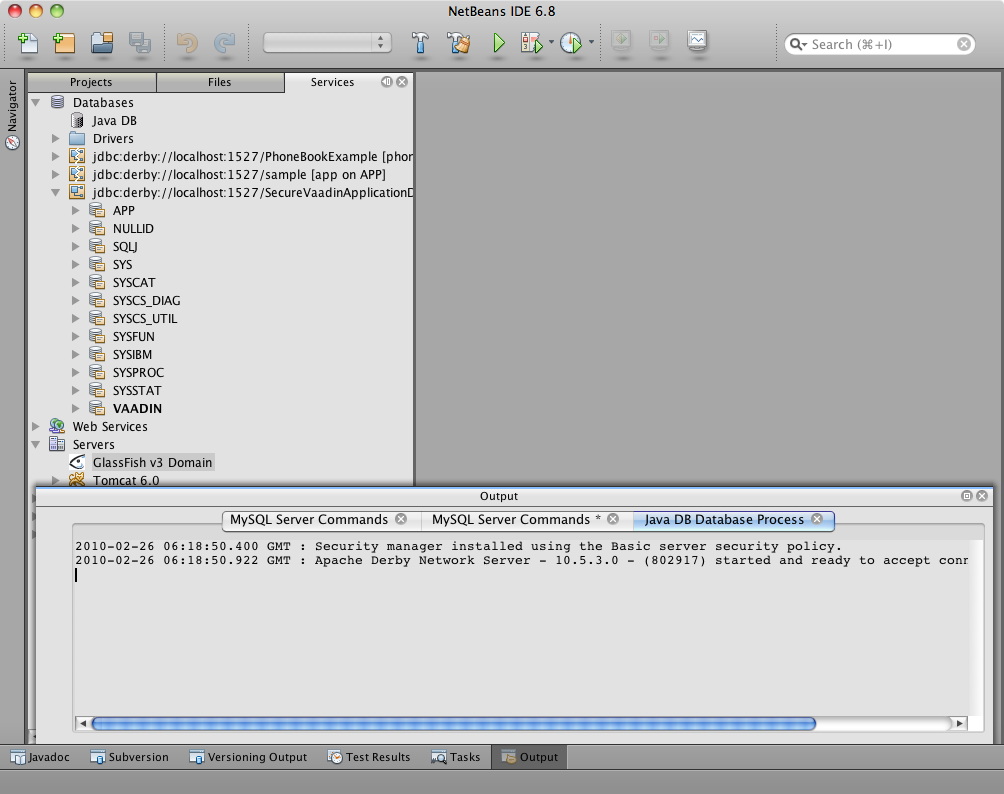 NetBeans IDE 6.8
Search (⌘+I)
Navigator
Projects Files Services
Databases
Java DB
Drivers
jdbc:derby://localhost:1527/PhoneBookExample [phon
jdbc:derby://localhost:1527/sample [app on APP]
jdbc:derby://localhost:1527/SecureVaadinApplicationD
APP
NULLID
SQLJ
SYS
SYSCAT
SYSCS_DIAG
SYSCS_UTIL
SYSFUN
SYSIBM
SYSPROC
SYSSTAT
VAADIN
Web Services
Servers
GlassFish v3 Domain
Tomcat 6.0
Output
MySQL Server Commands MySQL Server Commands * Java DB Database Process
2010-02-26 06:18:50.400 GMT : Security manager installed using the Basic server security policy.
2010-02-26 06:18:50.922 GMT : Apache Derby Network Server - 10.5.3.0 - (802917) started and ready to accept conn
Javadoc Subversion Versioning Output Test Results Tasks Output